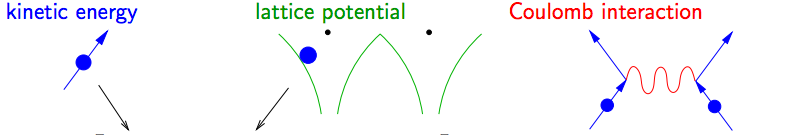 kinetic energy
lattice potential
Coulomb interaction